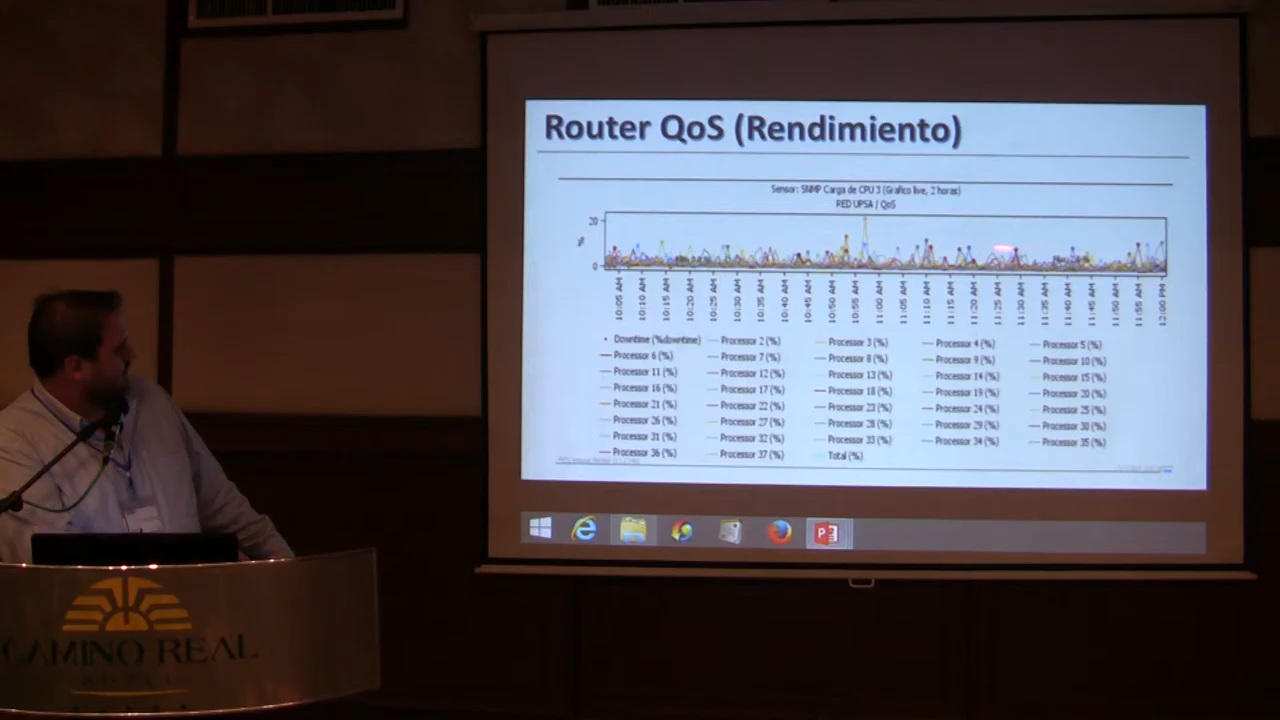 Router QoS (Rendimiento)
Sensor: SNMP Carga de CPU 3 (Grafico live, 2 horas)
RED UPSA / QoS
20
%
0
10:05 AM 10:10 AM 10:15 AM 10:20 AM 10:25 AM 10:30 AM 10:35 AM 10:40 AM 10:45 AM 10:50 AM 10:55 AM 11:00 AM 11:05 AM 11:10 AM 11:15 AM 11:20 AM 11:25 AM 11:30 AM 11:35 AM 11:40 AM 11:45 AM 11:50 AM 11:55 AM 12:00 PM
Downtime (%downtime) Processor 2 (%) Processor 3 (%) Processor 4 (%) Processor 5 (%)
Processor 6 (%) Processor 7 (%) Processor 8 (%) Processor 9 (%) Processor 10 (%)
Processor 11 (%) Processor 12 (%) Processor 13 (%) Processor 14 (%) Processor 15 (%)
Processor 16 (%) Processor 17 (%) Processor 18 (%) Processor 19 (%) Processor 20 (%)
Processor 21 (%) Processor 22 (%) Processor 23 (%) Processor 24 (%) Processor 25 (%)
Processor 26 (%) Processor 27 (%) Processor 28 (%) Processor 29 (%) Processor 30 (%)
Processor 31 (%) Processor 32 (%) Processor 33 (%) Processor 34 (%) Processor 35 (%)
Processor 36 (%) Processor 37 (%) Total (%)
CAMINO REAL